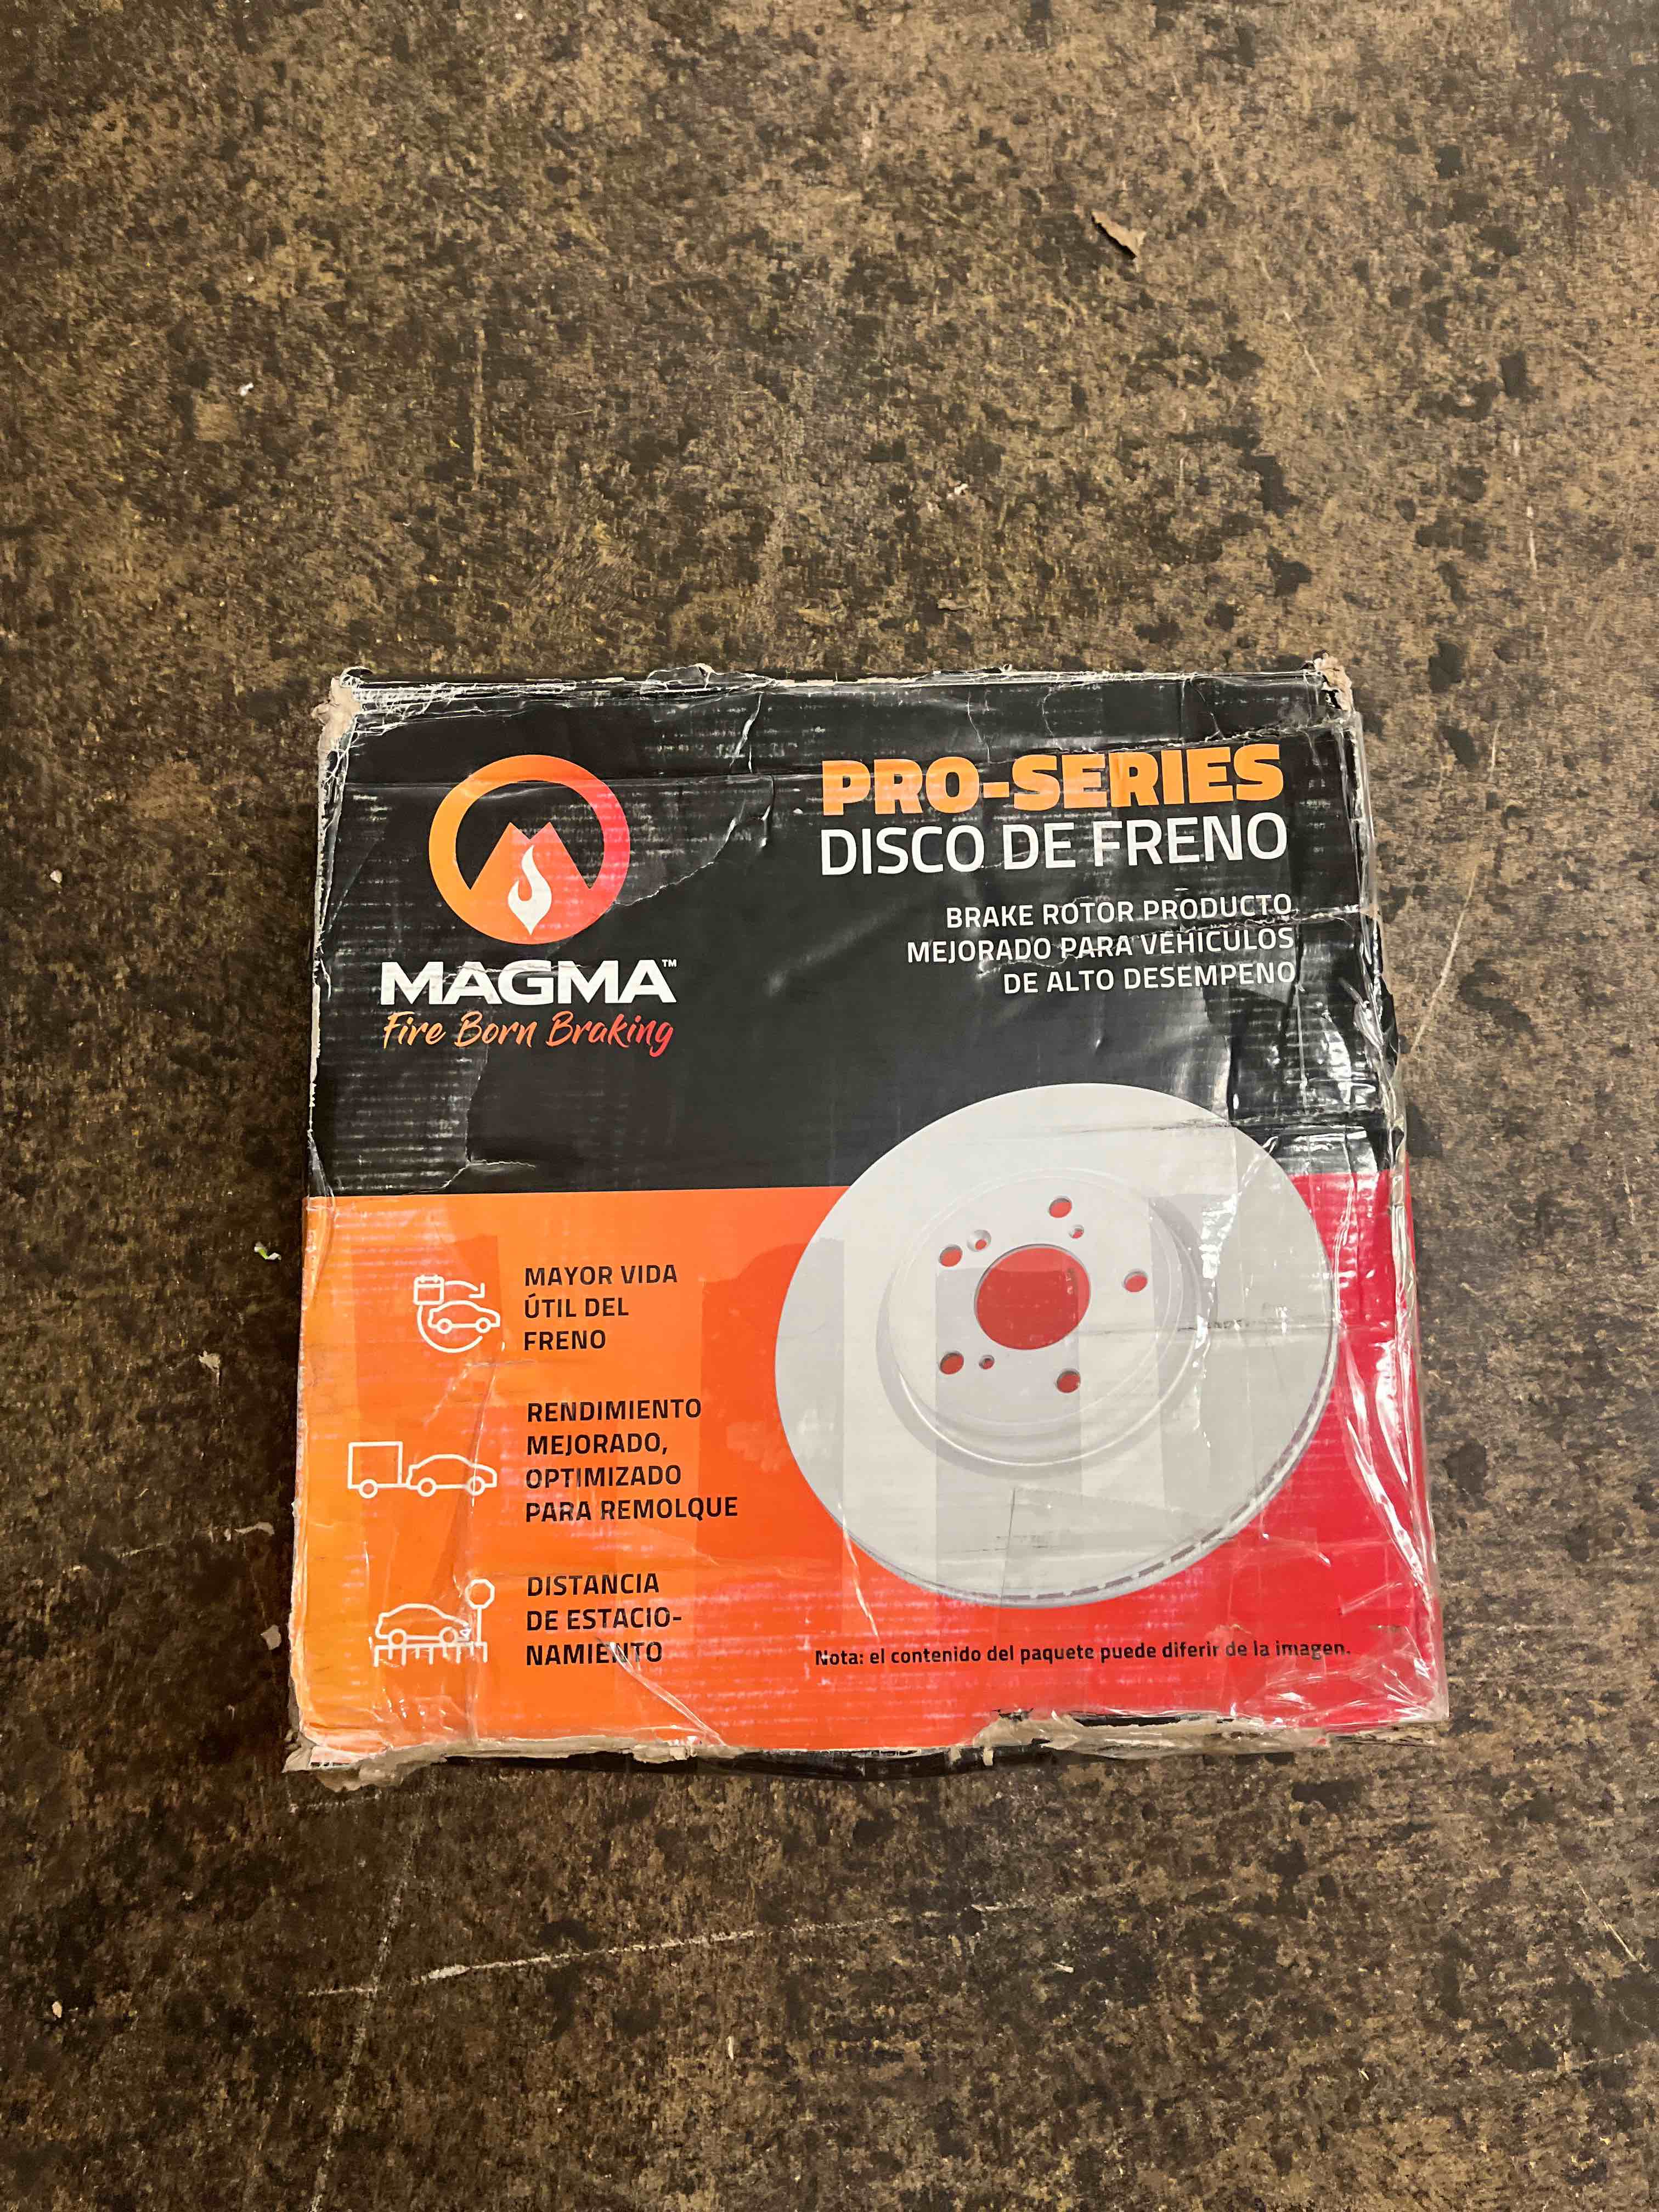 MAGMA™
Fire Born Braking
PRO-SERIES
DISCO DE FRENO
BRAKE ROTOR PRODUCTO
MEJORADO PARA VEHICULOS
DE ALTO DESEMPENO
MAYOR VIDA
ÚTIL DEL
FRENO
RENDIMIENTO
MEJORADO,
OPTIMIZADO
PARA REMOLQUE
DISTANCIA
DE ESTACIO-
NAMIENTO
Nota: el contenido del paquete puede diferir de la imagen.